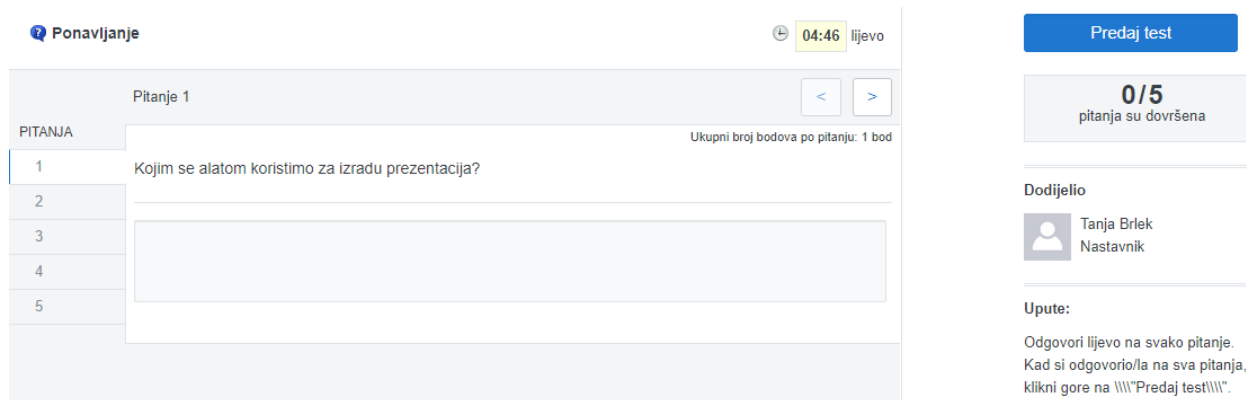 Ponavljanje
04:46 lijevo
Pitanje 1
< >
PITANJA
Ukupni broj bodova po pitanju: 1 bod
1
Kojim se alatom koristimo za izradu prezentacija?
2
3
4
5
Predaj test
0/5
pitanja su dovršena
Dodijelio
Tanja Brlek
Nastavnik
Upute:
Odgovori lijevo na svako pitanje.
Kad si odgovorio/la na sva pitanja,
klikni gore na \\\\"Predaj test\\\\".